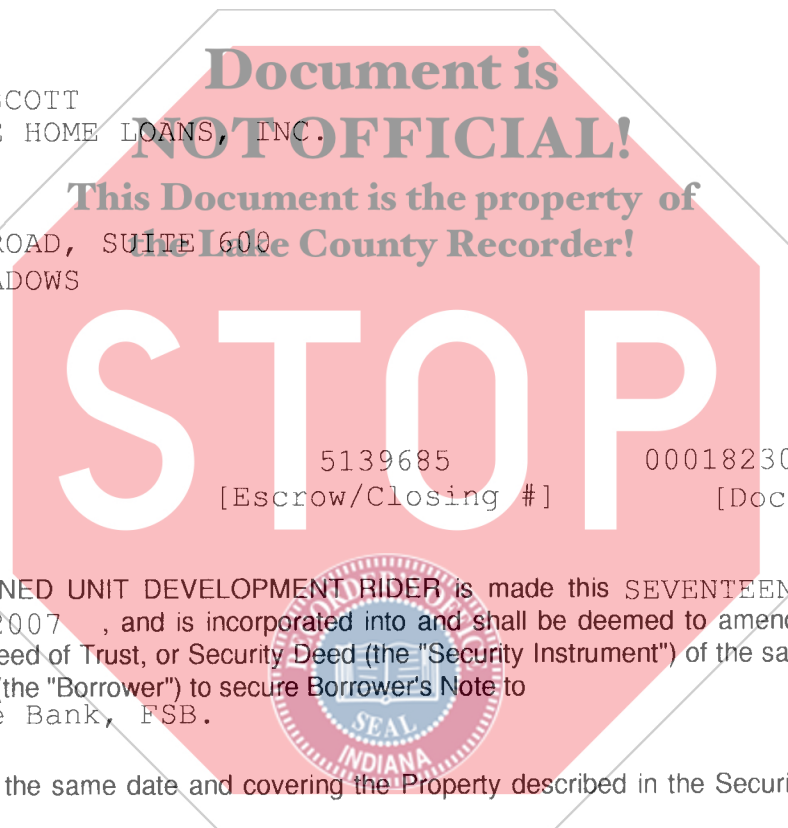 Document is
SCOTT
HOME LOANS, INC.
NOT OFFICIAL!
This Document is the property of
ROAD, SUITE 600
the Lake County Recorder!
ADOWS
STOP
5139685 00018230
[Escrow/Closing #] [Doc
NED UNIT DEVELOPMENT RIDER is made this SEVENTEEN
2007 , and is incorporated into and shall be deemed to amend
eed of Trust, or Security Deed (the "Security Instrument") of the sa
(the "Borrower") to secure Borrower's Note to
e Bank, FSB.
SEAL
INDIANA
the same date and covering the Property described in the Securi